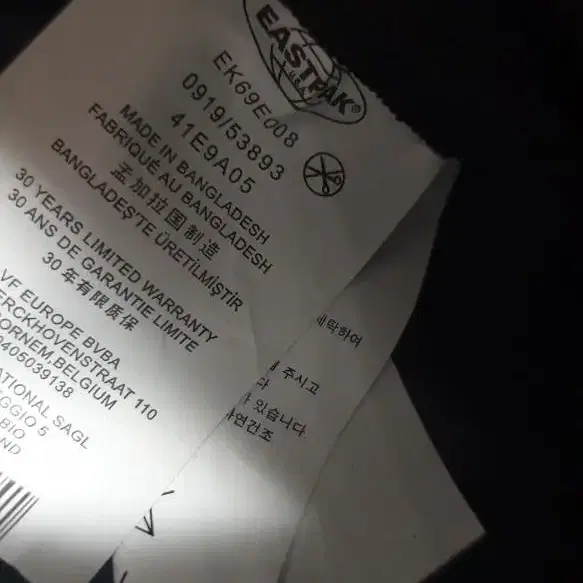 EASTPAK®
U.S.A
EK69E008
0919/53893
41E9A05
MADE IN BANGLADESH
FABRIQUÉ AU BANGLADESH
孟加拉国制造
BANGLADEŞ'TE ÜRETİLMİŞTİR
30 YEARS LIMITED WARRANTY
30 ANS DE GARANTIE LIMITE
30 年有限质保
VF EUROPE BVBA
ERCKHOVENSTRAAT 110
ORNEM,BELGIUM
0405039138
ATIONAL SAGL
GGIO 5
BIO
ND
세탁하여
주시고
다
있습니다
자연건조